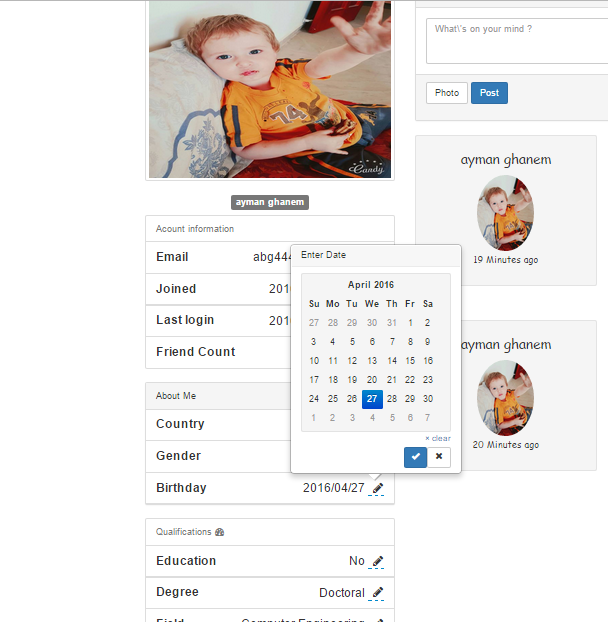 What\'s on your mind ?
Photo
Post
74
Candy
ayman ghanem
Acount information
Email abg444
Joined 201
Last login 201
Friend Count
About Me
Country
Gender
Birthday 2016/04/27
Qualifications
Education No
Degree Doctoral
Field Computer Engineering
Enter Date
April 2016
Su Mo Tu We Th Fr Sa
27 28 29 30 31 1 2
3 4 5 6 7 8 9
10 11 12 13 14 15 16
17 18 19 20 21 22 23
24 25 26 27 28 29 30
1 2 3 4 5 6 7
× clear
ayman ghanem
19 Minutes ago
ayman ghanem
20 Minutes ago